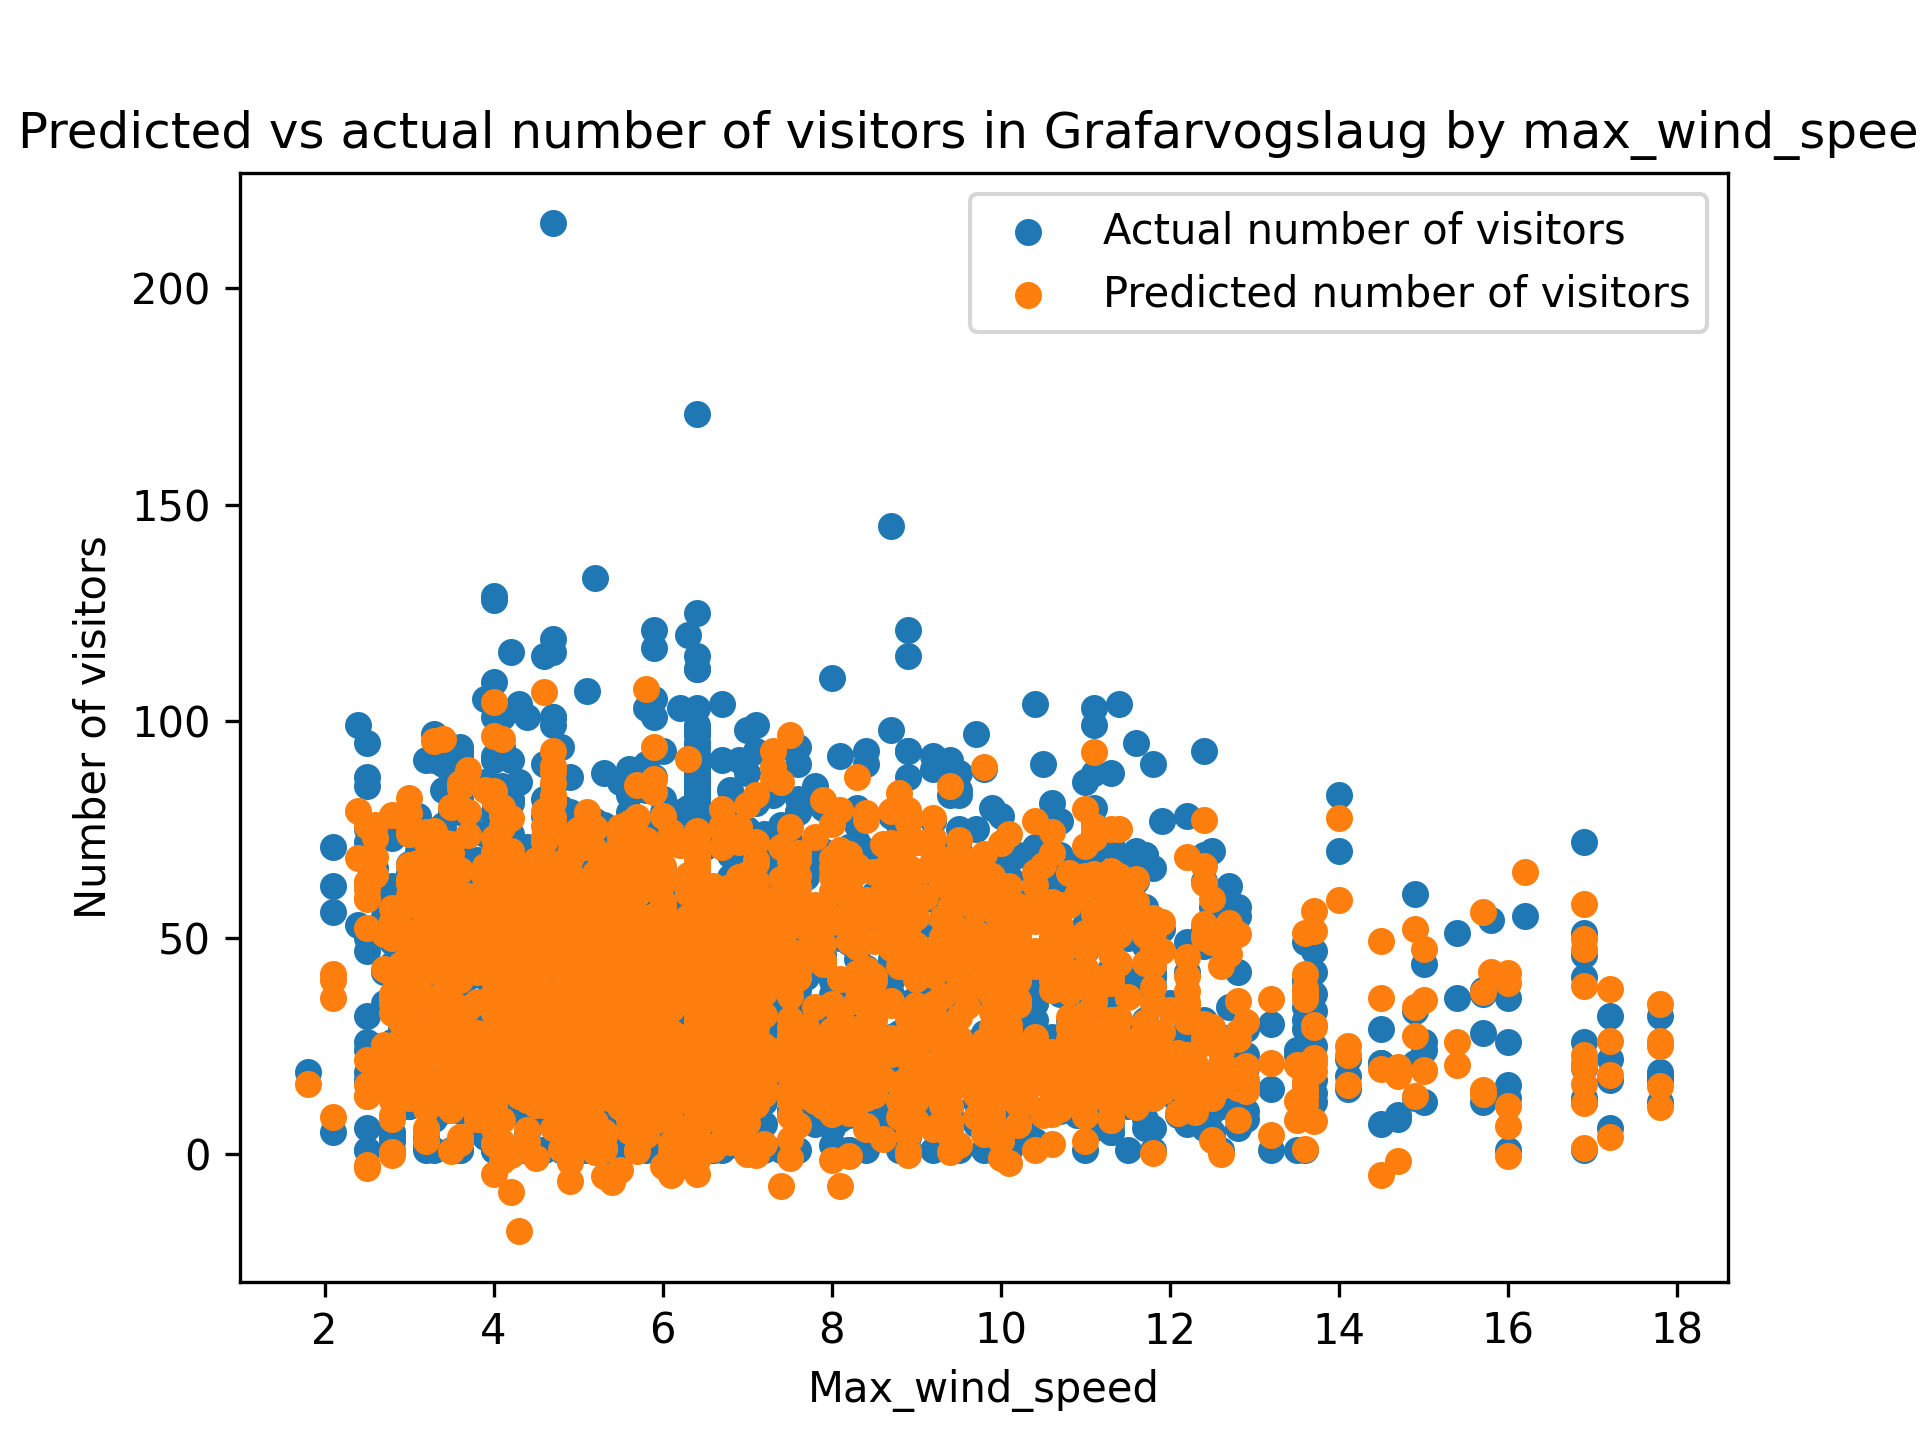 Predicted vs actual number of visitors in Grafarvogslaug by max_wind_spee
Actual number of visitors
Predicted number of visitors
Number of visitors
200
150
100
50
0
2 4 6 8 10 12 14 16 18
Max_wind_speed